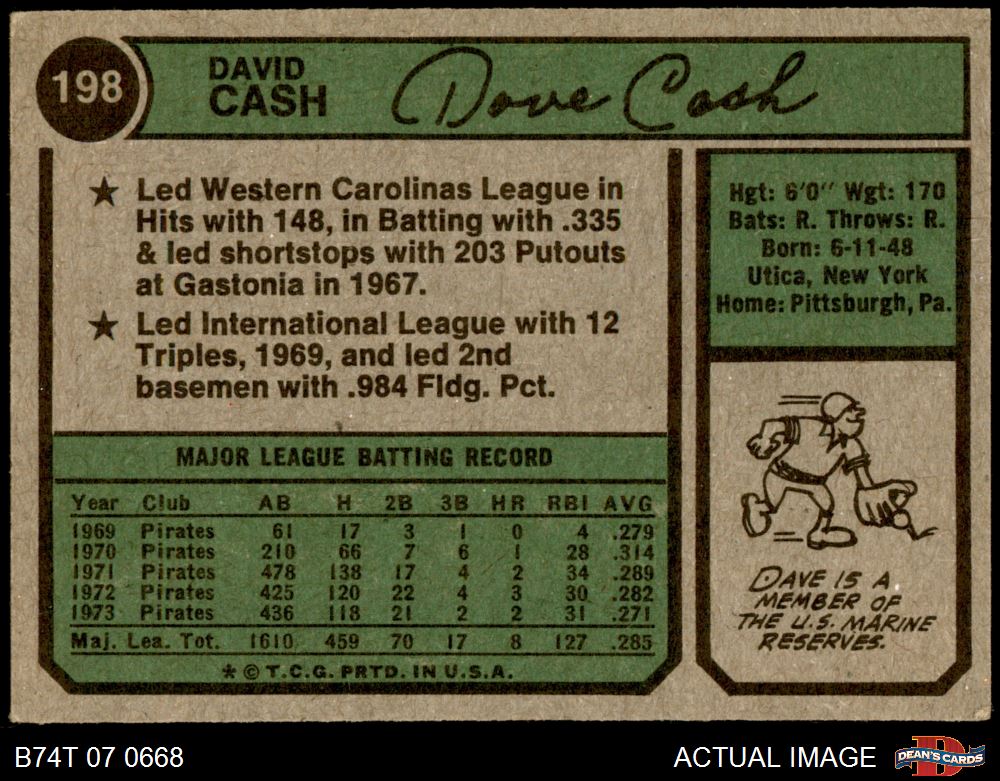 198
DAVID
CASH
Dave Cash
★ Led Western Carolinas League in
Hits with 148, in Batting with .335
& led shortstops with 203 Putouts
at Gastonia in 1967.
★ Led International League with 12
Triples, 1969, and led 2nd
basemen with .984 Fldg. Pct.
Hgt: 6'0" Wgt: 170
Bats: R. Throws: R.
Born: 6-11-48
Utica, New York
Home: Pittsburgh, Pa.
MAJOR LEAGUE BATTING RECORD
Year Club AB H 2B 3B HR RBI AVG
1969 Pirates 61 17 3 1 0 4 .279
1970 Pirates 210 66 7 6 1 28 .314
1971 Pirates 478 138 17 4 2 34 .289
1972 Pirates 425 120 22 4 3 30 .282
1973 Pirates 436 118 21 2 2 31 .271
Maj. Lea. Tot. 1610 459 70 17 8 127 .285
* © T.C.G. PRTD. IN U.S.A.
DAVE IS A
MEMBER OF
THE U.S. MARINE
RESERVES.
B74T 07 0668
ACTUAL IMAGE
D
DEAN'S CARDS